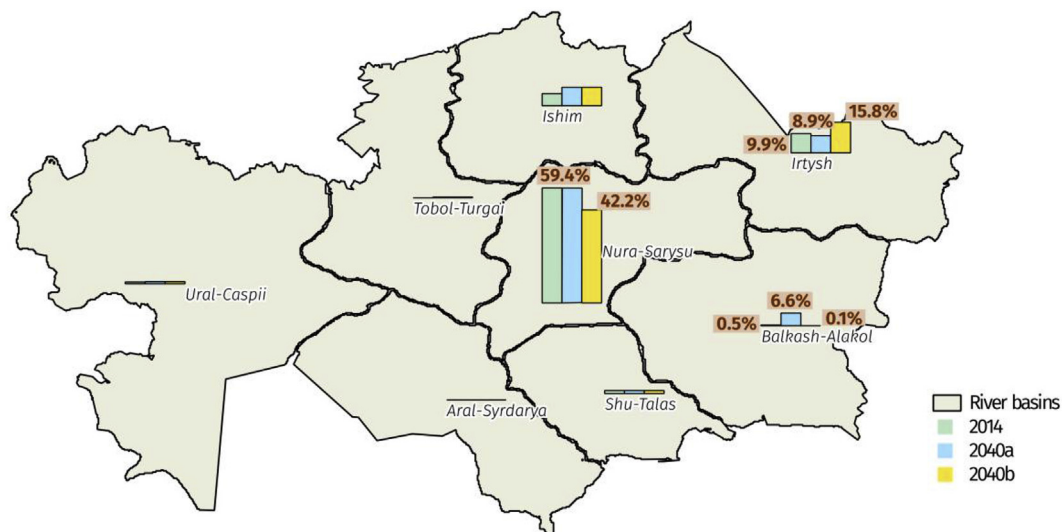 Ishim
15.8%
8.9%
9.9%
Irtysh
59.4%
42.2%
Tobol-Turgai
Nura-Sarysu
Ural-Caspii
6.6%
0.5%
0.1%
Balkash-Alakol
Aral-Syrdarya
Shu-Talas
River basins
2014
2040a
2040b